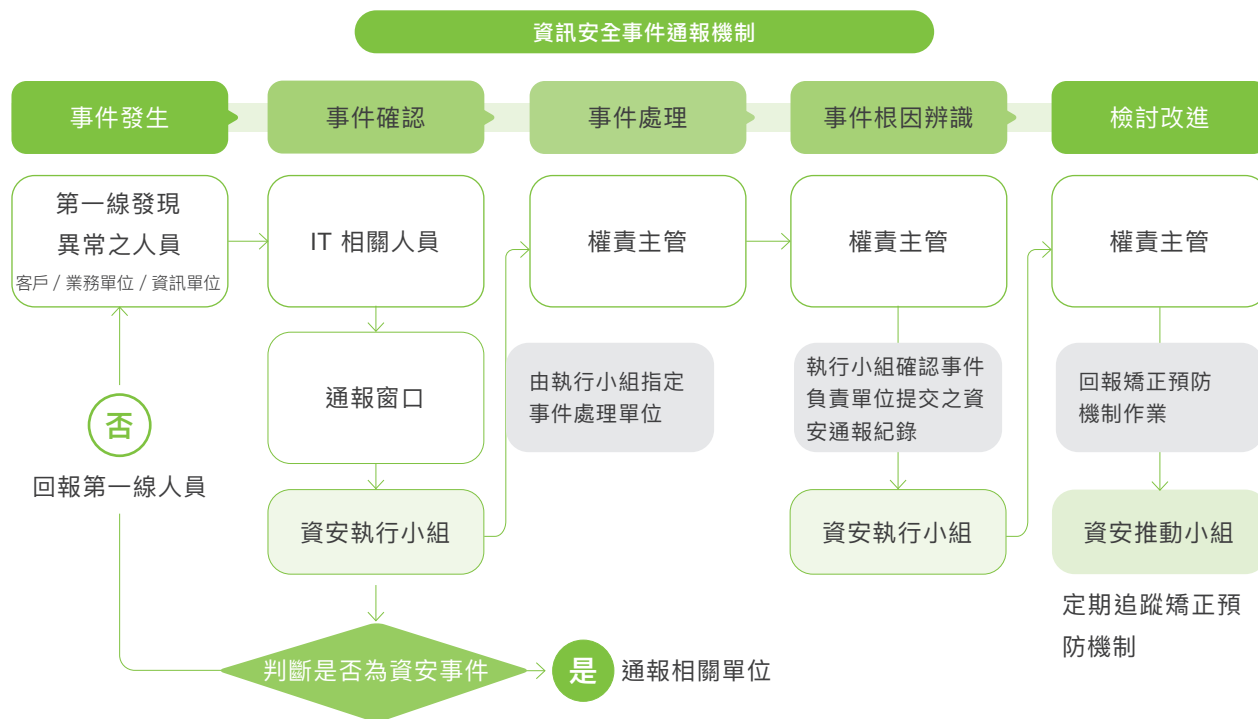 資訊安全事件通報機制
事件發生
事件確認
事件處理
事件根因辨識
檢討改進
第一線發現
異常之人員
客戶 / 業務單位 / 資訊單位
IT 相關人員
權責主管
權責主管
權責主管
通報窗口
由執行小組指定
事件處理單位
執行小組確認事件
負責單位提交之資
安通報紀錄
回報矯正預防
機制作業
否
回報第一線人員
資安執行小組
資安執行小組
資安推動小組
定期追蹤矯正預
防機制
判斷是否為資安事件
是
通報相關單位